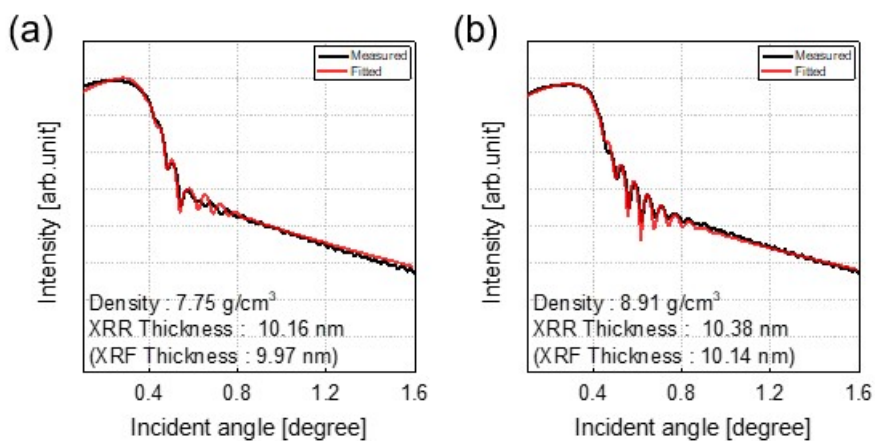 (a)
Measured
Fitted
Intensity [arb.unit]
Density : 7.75 g/cm³
XRR Thickness : 10.16 nm
(XRF Thickness : 9.97 nm)
0.4 0.8 1.2 1.6
Incident angle [degree]
(b)
Measured
Fitted
Intensity [arb.unit]
Density : 8.91 g/cm³
XRR Thickness : 10.38 nm
(XRF Thickness : 10.14 nm)
0.4 0.8 1.2 1.6
Incident angle [degree]